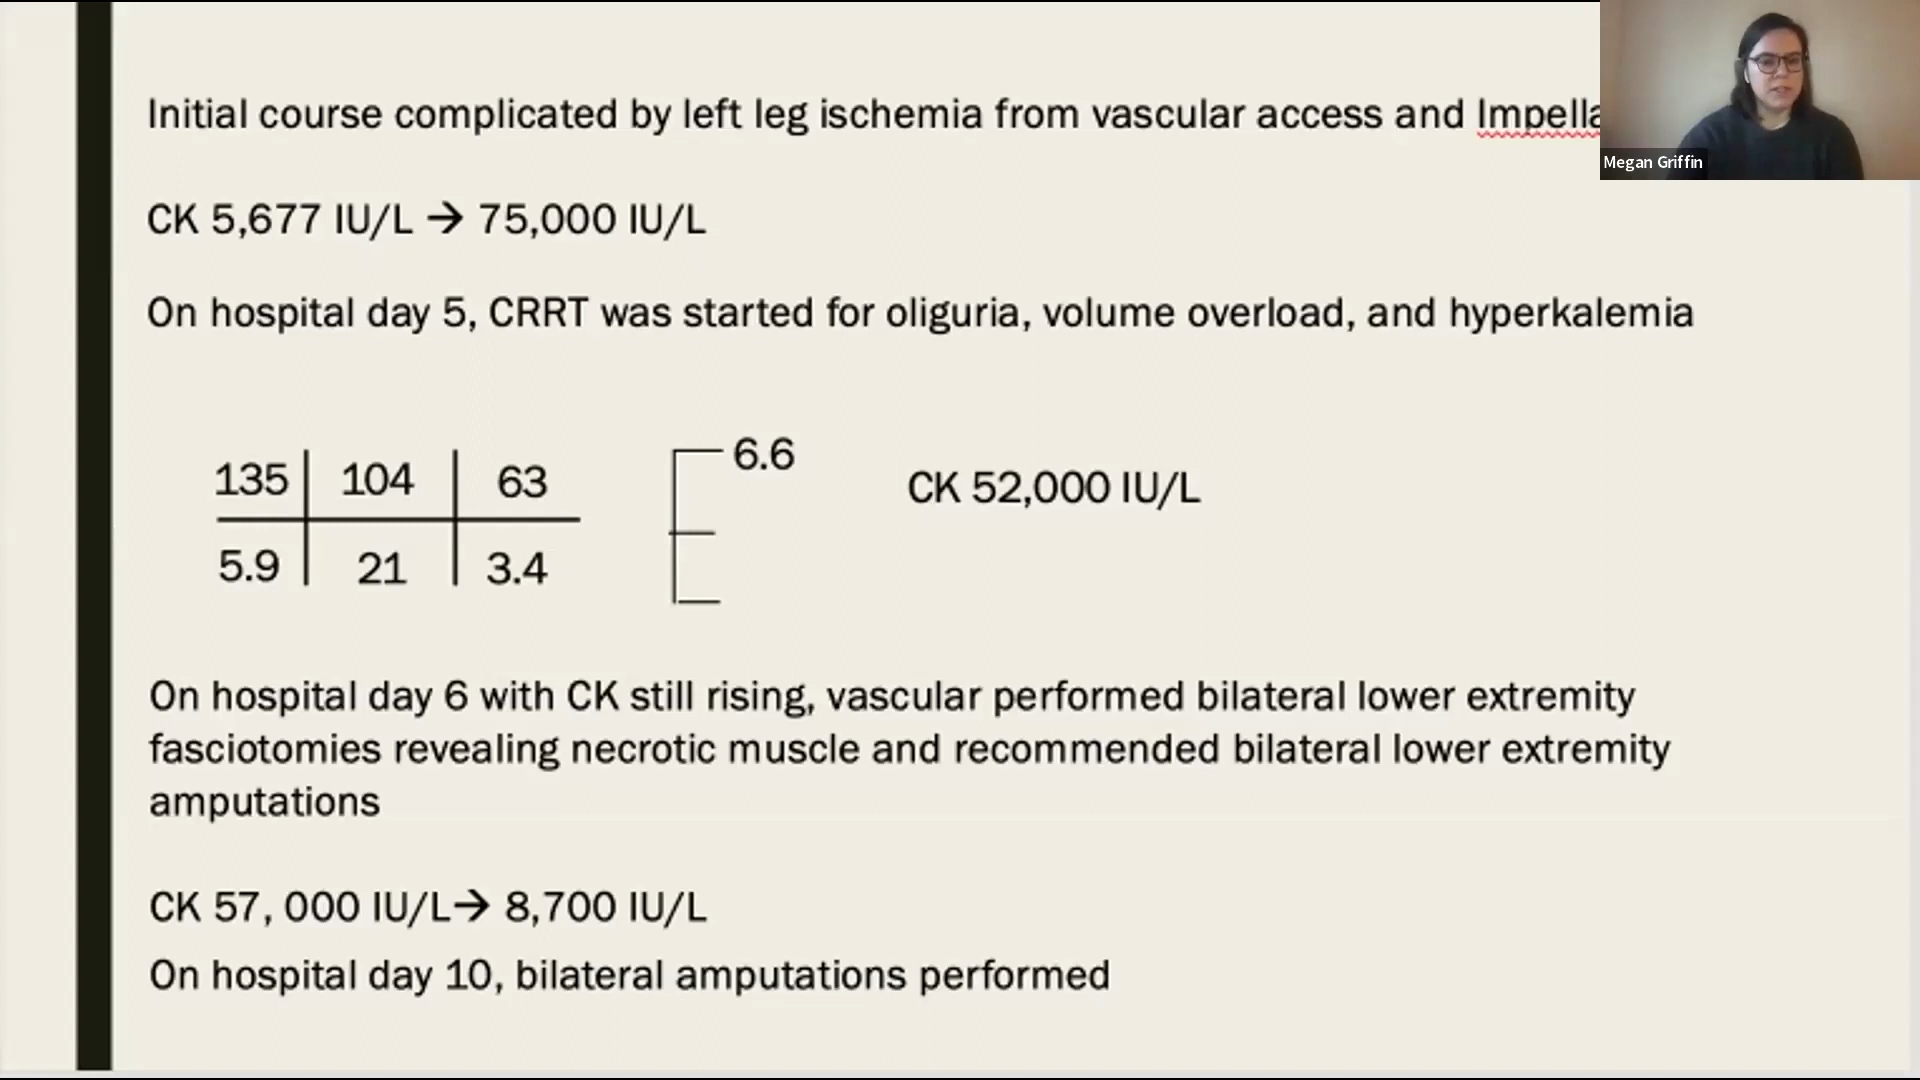 Initial course complicated by left leg ischemia from vascular access and Impella
Megan Griffin
CK 5,677 IU/L → 75,000 IU/L
On hospital day 5, CRRT was started for oliguria, volume overload, and hyperkalemia
135 104 63
5.9 21 3.4
6.6
CK 52,000 IU/L
On hospital day 6 with CK still rising, vascular performed bilateral lower extremity
fasciotomies revealing necrotic muscle and recommended bilateral lower extremity
amputations
CK 57, 000 IU/L→ 8,700 IU/L
On hospital day 10, bilateral amputations performed